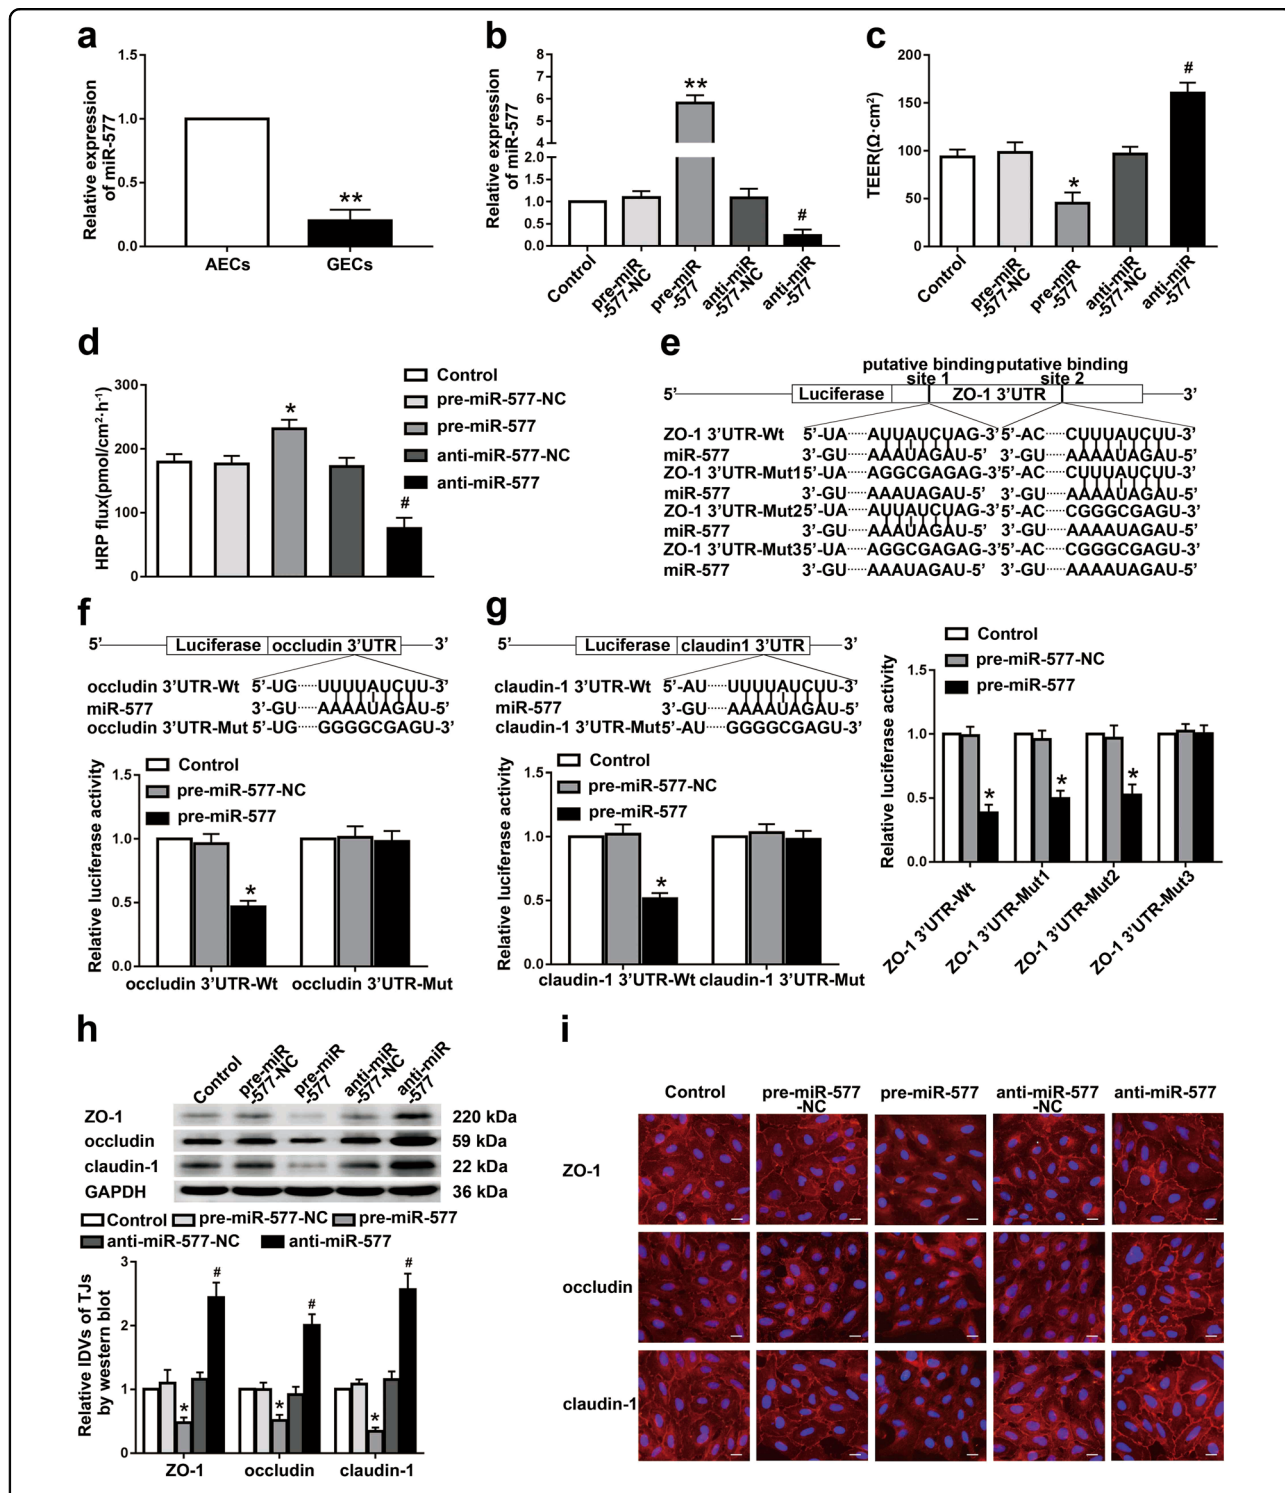 a
Relative expression
of miR-577
1.5
1.0
0.5
0.0
**
AECs
GECs
b
Relative expression
of miR-577
8
6
4
2.0
1.5
1.0
0.5
0.0
**
#
Control
pre-miR
-577-NC
pre-miR
-577
anti-miR
-577-NC
anti-miR
-577
c
TEER(Ω·cm²)
200
150
100
50
0
*
#
Control
pre-miR
-577-NC
pre-miR
-577
anti-miR
-577-NC
anti-miR
-577
d
HRP flux(pmol/cm²·h⁻¹)
300
200
100
0
*
#
Control
pre-miR-577-NC
pre-miR-577
anti-miR-577-NC
anti-miR-577
e
putative binding putative binding
site 1 site 2
5’ Luciferase ZO-1 3’UTR 3’
ZO-1 3’UTR-Wt 5’-UA······AUUAUCUAG-3’ 5’-AC······CUUUAUCUU-3’
miR-577 3’-GU······AAAUAGAU-5’ 3’-GU······AAAAUAGAU-5’
ZO-1 3’UTR-Mut1 5’-UA······AGGCGAGAG-3’ 5’-AC······CUUUAUCUU-3’
miR-577 3’-GU······AAAUAGAU-5’ 3’-GU······AAAAUAGAU-5’
ZO-1 3’UTR-Mut2 5’-UA······AUUAUCUAG-3’ 5’-AC······CGGGCGAGU-3’
miR-577 3’-GU······AAAUAGAU-5’ 3’-GU······AAAAUAGAU-5’
ZO-1 3’UTR-Mut3 5’-UA······AGGCGAGAG-3’ 5’-AC······CGGGCGAGU-3’
miR-577 3’-GU······AAAUAGAU-5’ 3’-GU······AAAAUAGAU-5’
Control
pre-miR-577-NC
pre-miR-577
Relative luciferase activity
1.5
1.0
0.5
0.0
*
*
*
ZO-1 3’UTR-Wt
ZO-1 3’UTR-Mut1
ZO-1 3’UTR-Mut2
ZO-1 3’UTR-Mut3
f
5’ Luciferase occludin 3’UTR 3’
occludin 3’UTR-Wt 5’-UG······UUUUAUCUU-3’
miR-577 3’-GU······AAAAUAGAU-5’
occludin 3’UTR-Mut 5’-UG······GGGGCGAGU-3’
Control
pre-miR-577-NC
pre-miR-577
Relative luciferase activity
1.5
1.0
0.5
0.0
*
occludin 3’UTR-Wt occludin 3’UTR-Mut
g
5’ Luciferase claudin1 3’UTR 3’
claudin-1 3’UTR-Wt 5’-AU······UUUUAUCUU-3’
miR-577 3’-GU······AAAAUAGAU-5’
claudin-1 3’UTR-Mut 5’-AU······GGGGCGAGU-3’
Control
pre-miR-577-NC
pre-miR-577
Relative luciferase activity
1.5
1.0
0.5
0.0
*
claudin-1 3’UTR-Wt claudin-1 3’UTR-Mut
h
Control
pre-miR
-577-NC
pre-miR
-577
anti-miR
-577-NC
anti-miR
-577
ZO-1 220 kDa
occludin 59 kDa
claudin-1 22 kDa
GAPDH 36 kDa
Control pre-miR-577-NC pre-miR-577
anti-miR-577-NC anti-miR-577
Relative IDVs of TJs
by western blot
3
2
1
0
*
#
*
#
*
#
ZO-1 occludin claudin-1
i
Control pre-miR-577
-NC pre-miR-577 anti-miR-577
-NC anti-miR-577
ZO-1
occludin
claudin-1